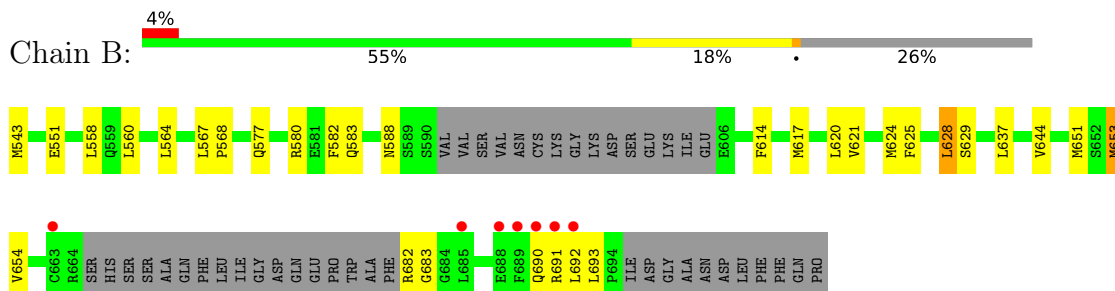 4%
Chain B:
55% 18% • 26%
M543 E551 L558 Q559 L560 L564 L567 P568 Q577 R580 E581 F582 Q583 N588 S589 S590 VAL VAL SER VAL ASN CYS LYS GLY LYS ASP SER GLU LYS ILE GLU E606 F614 M617 L620 V621 M624 F625 L628 S629 L637 V644 M651 S652 M653
V654 C663 R664 SER HIS SER SER ALA GLN PHE LEU ILE GLY ASP GLN GLU PRO TRP ALA PHE R682 G683 G684 L685 E688 F689 Q690 R691 L692 L693 P694 ILE ASP GLY ALA ASN ASP LEU PHE PHE GLN PRO